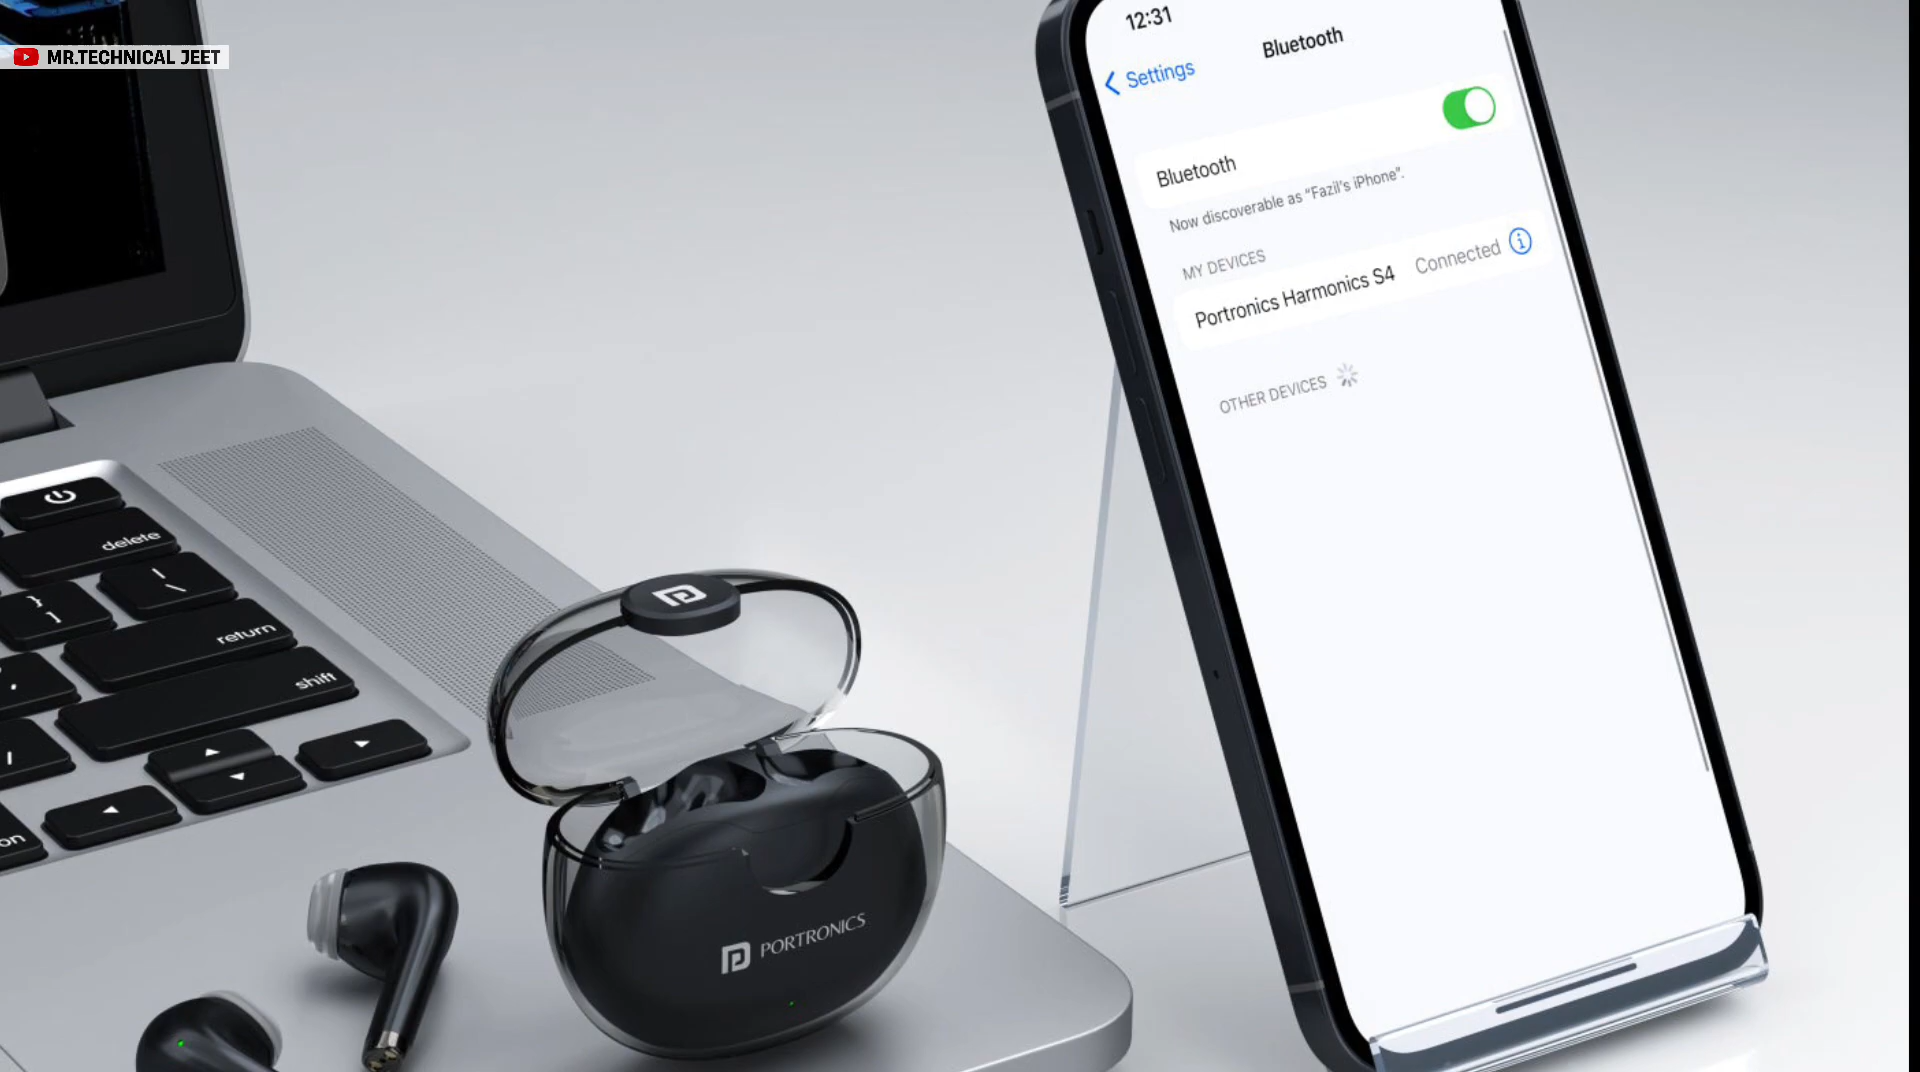 MR.TECHNICAL JEET
12:31
Settings
Bluetooth
Bluetooth
Now discoverable as “Fazil's iPhone”.
MY DEVICES
Portronics Harmonics S4 Connected
OTHER DEVICES
delete
return
shift
on
PORTRONICS